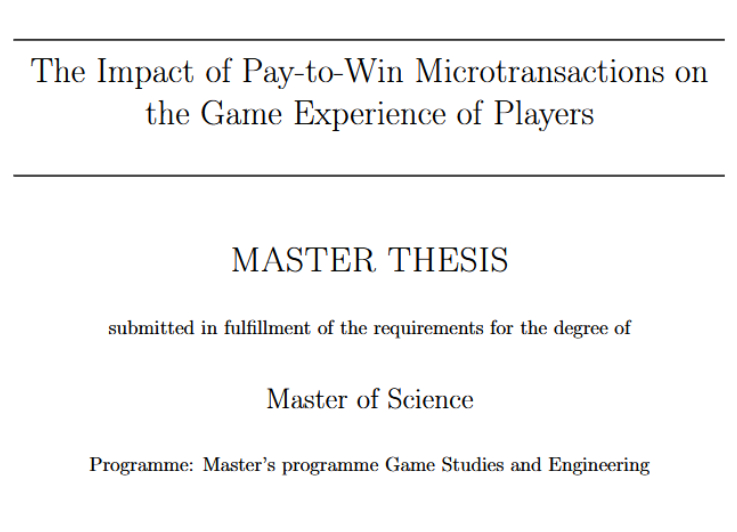 The Impact of Pay-to-Win Microtransactions on
the Game Experience of Players
MASTER THESIS
submitted in fulfillment of the requirements for the degree of
Master of Science
Programme: Master's programme Game Studies and Engineering